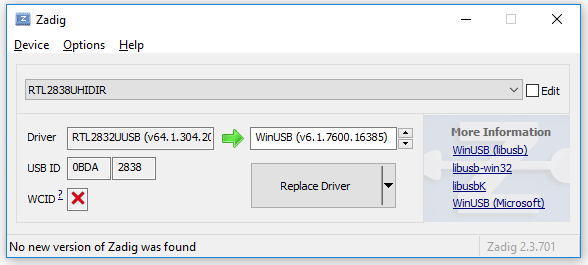 Zadig
Device Options Help
RTL2838UHIDIR Edit
Driver RTL2832UUSB (v64.1.304.20 WinUSB (v6.1.7600.16385)
More Information
WinUSB (libusb)
USB ID 0BDA 2838
libusb-win32
Replace Driver
libusbK
WCID ?
WinUSB (Microsoft)
No new version of Zadig was found Zadig 2.3.701